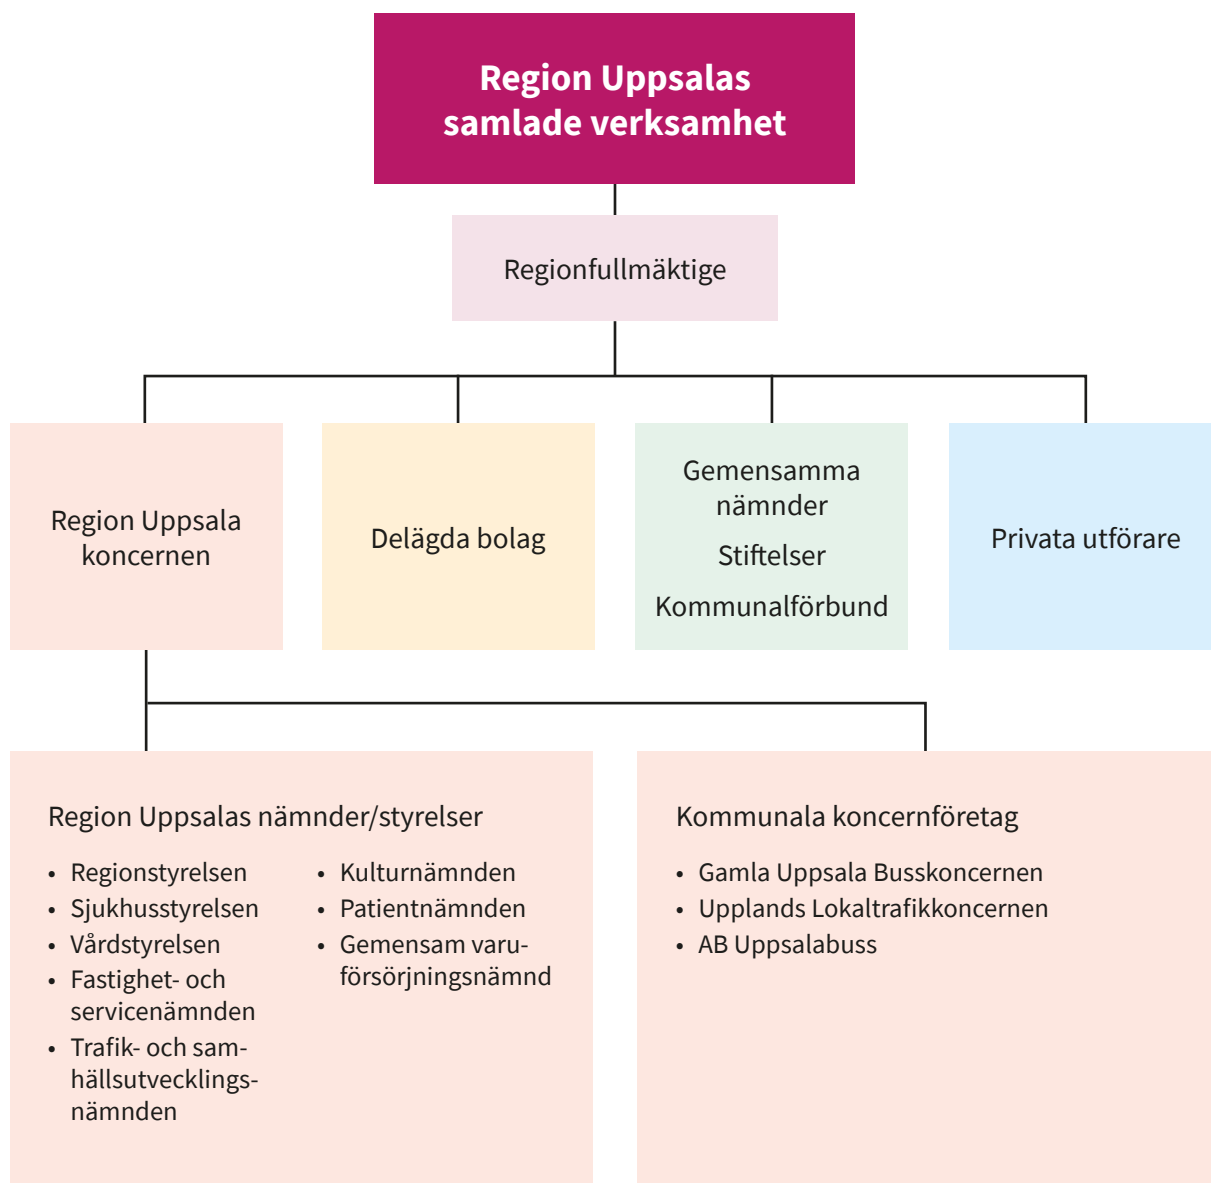 Region Uppsalas
samlade verksamhet
Regionfullmäktige
Region Uppsala
koncernen
Delägda bolag
Gemensamma
nämnder
Stiftelser
Kommunalförbund
Privata utförare
Region Uppsalas nämnder/styrelser
• Regionstyrelsen
• Sjukhusstyrelsen
• Vårdstyrelsen
• Fastighet- och
servicenämnden
• Trafik- och sam-
hällsutvecklings-
nämnden
• Kulturnämnden
• Patientnämnden
• Gemensam varu-
försörjningsnämnd
Kommunala koncernföretag
• Gamla Uppsala Busskoncernen
• Upplands Lokaltrafikkoncernen
• AB Uppsalabuss